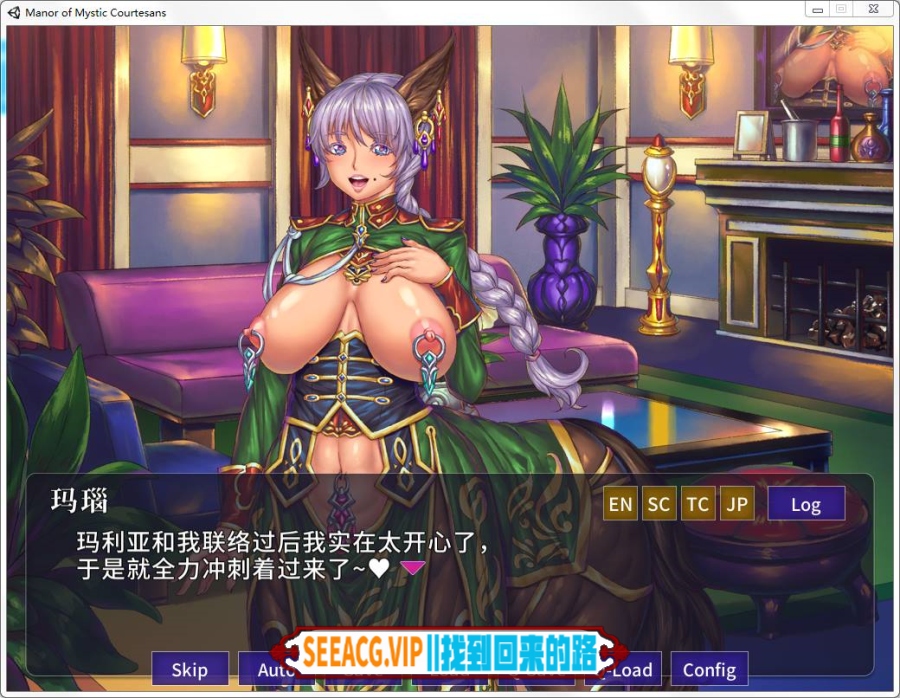 Manor of Mystic Courtesans
玛瑙
EN SC TC JP Log
玛利亚和我联络过后我实在太开心了，
于是就全力冲刺着过来了~♥
SEEACG.VIP||找到回来的路
Skip Auto Load Config